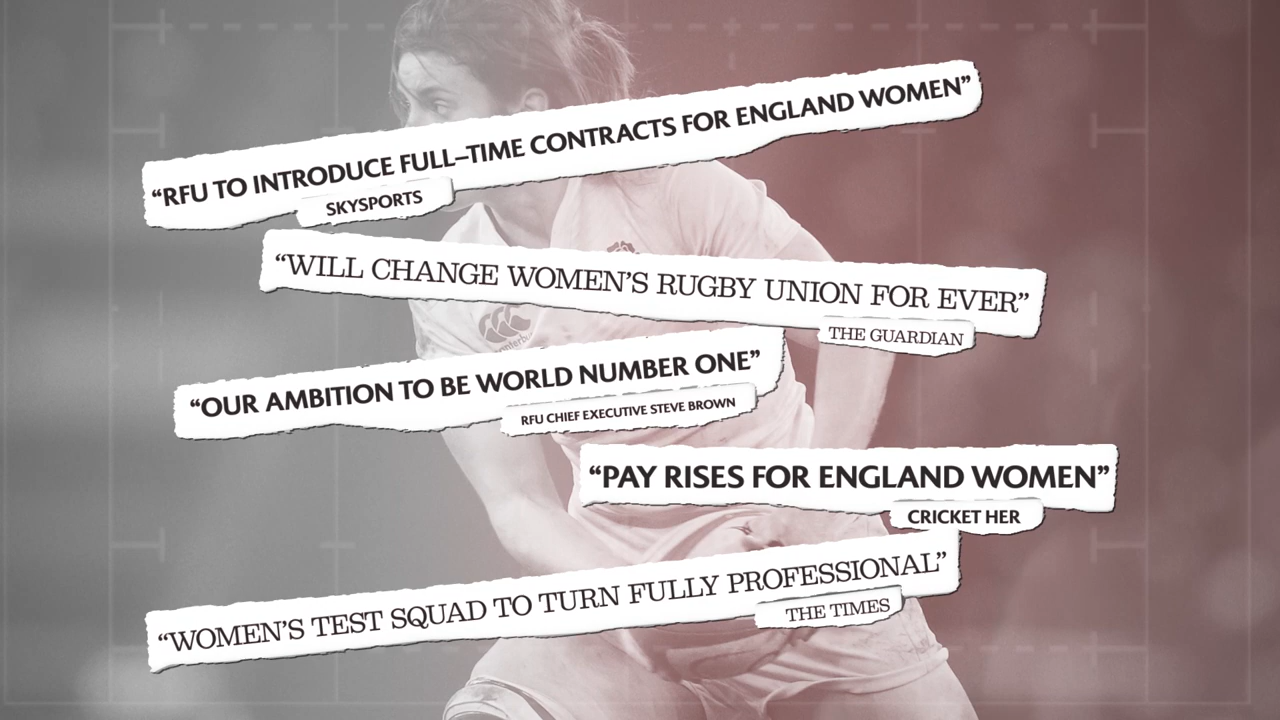 “RFU TO INTRODUCE FULL–TIME CONTRACTS FOR ENGLAND WOMEN”
SKYSPORTS
“WILL CHANGE WOMEN’S RUGBY UNION FOR EVER”
THE GUARDIAN
“OUR AMBITION TO BE WORLD NUMBER ONE”
RFU CHIEF EXECUTIVE STEVE BROWN
“PAY RISES FOR ENGLAND WOMEN”
CRICKET HER
“WOMEN’S TEST SQUAD TO TURN FULLY PROFESSIONAL”
THE TIMES